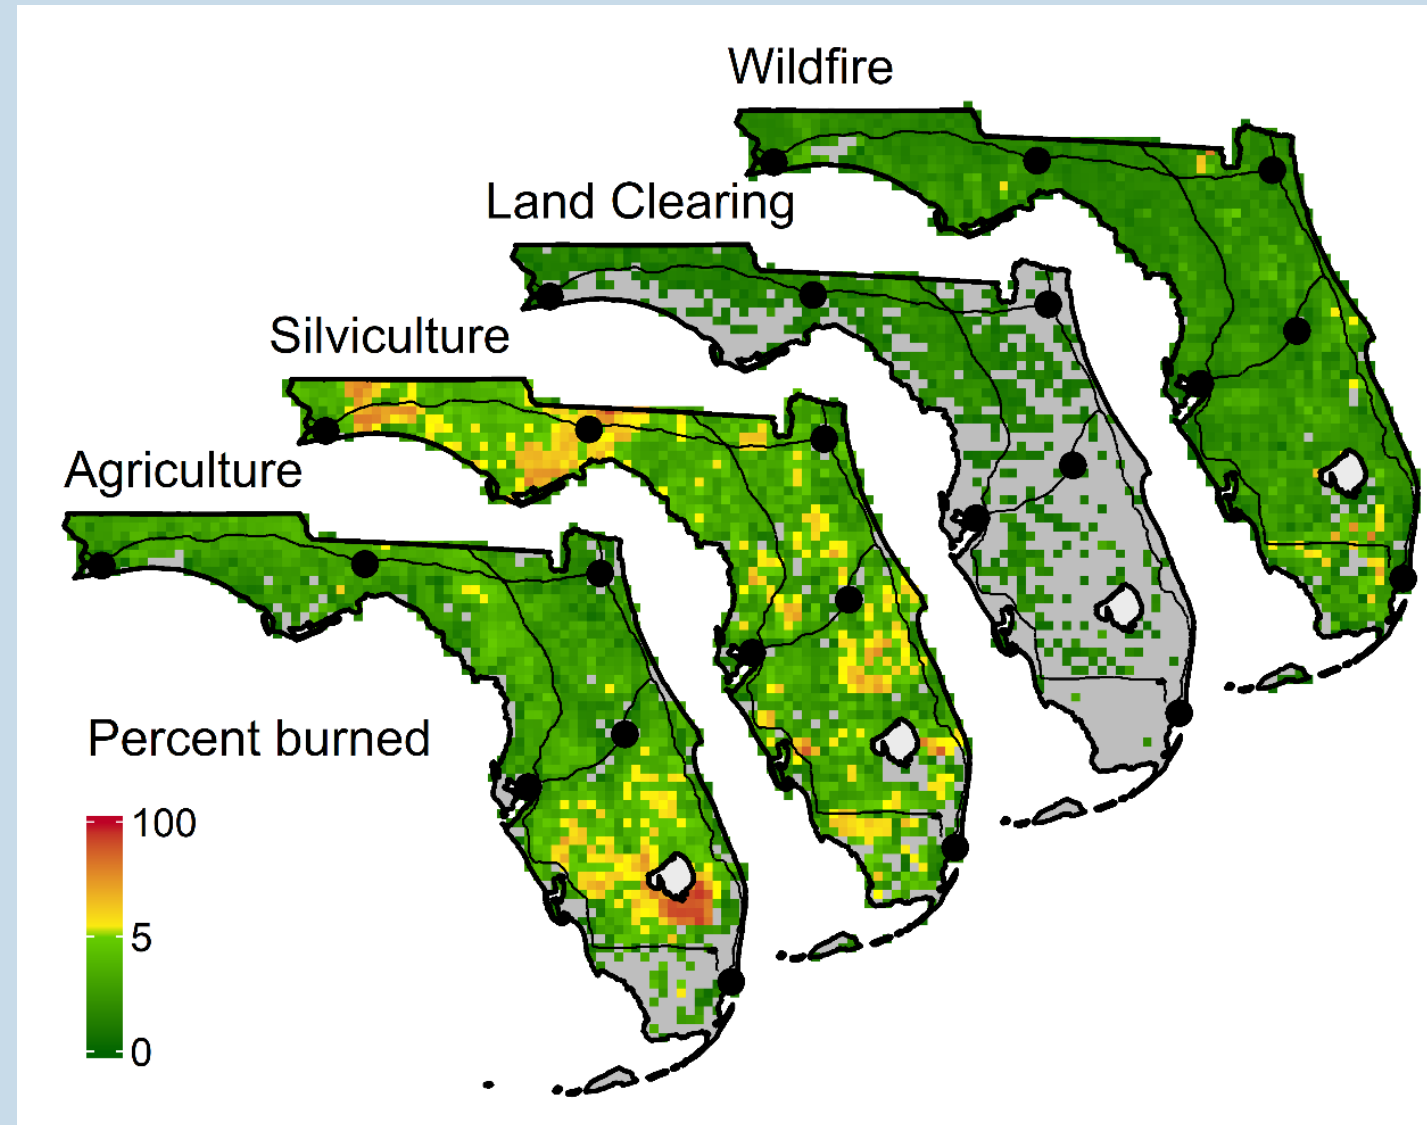 Wildfire
Land Clearing
Silviculture
Agriculture
Percent burned
100
5
0